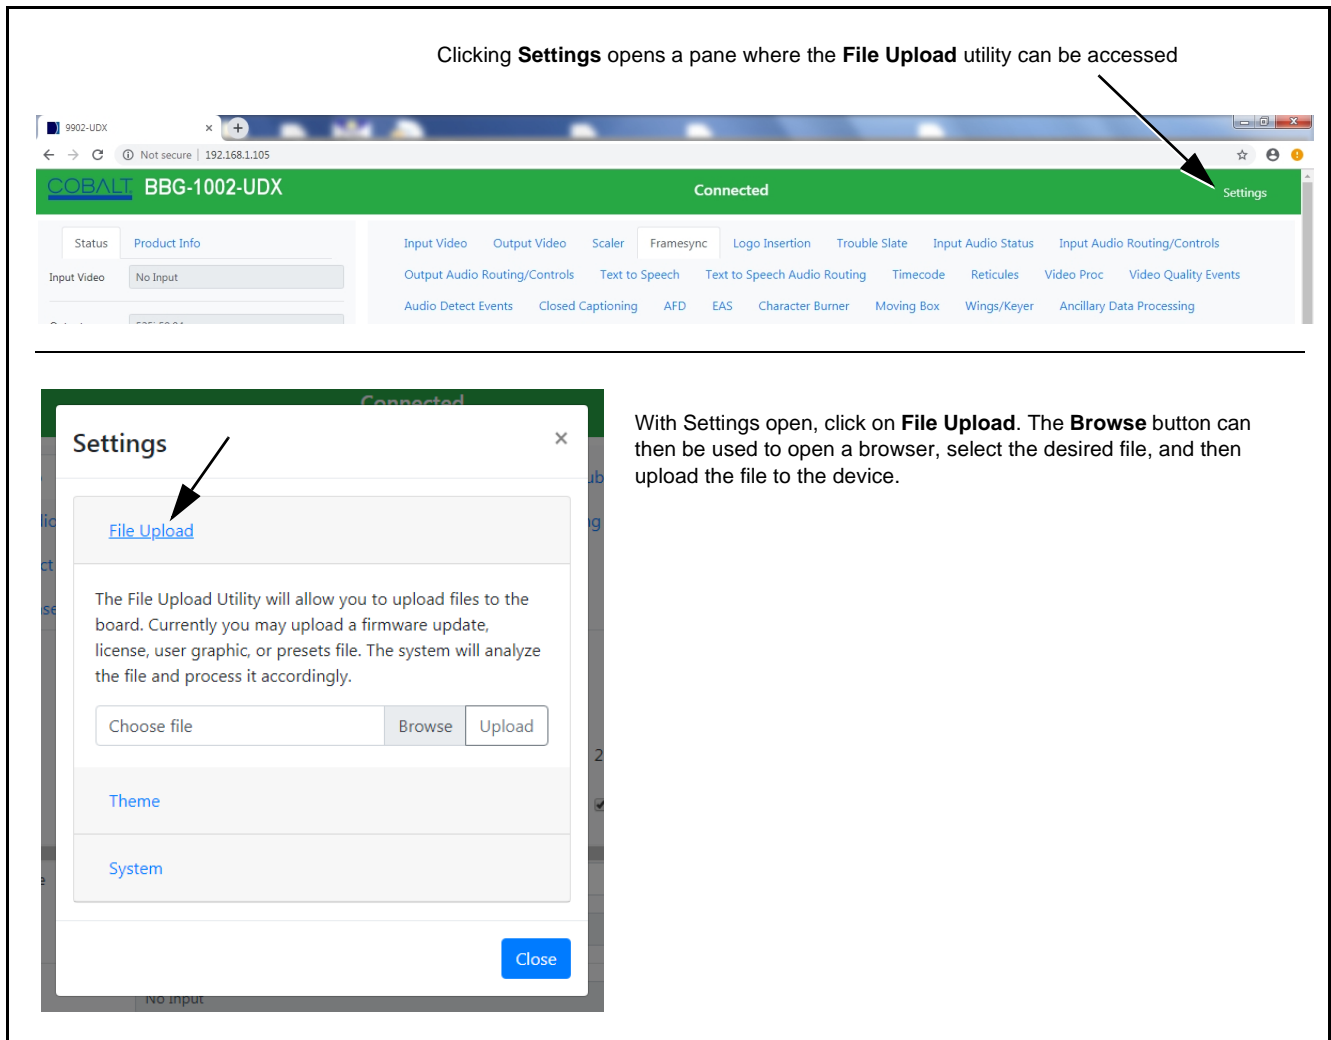 Clicking Settings opens a pane where the File Upload utility can be accessed
9902-UDX
Not secure | 192.168.1.105
COBALT BBG-1002-UDX
Connected
Settings
Status Product Info
Input Video No Input
Input Video Output Video Scaler Framesync Logo Insertion Trouble Slate Input Audio Status Input Audio Routing/Controls
Output Audio Routing/Controls Text to Speech Text to Speech Audio Routing Timecode Reticules Video Proc Video Quality Events
Audio Detect Events Closed Captioning AFD EAS Character Burner Moving Box Wings/Keyer Ancillary Data Processing
Connected
Settings
File Upload
The File Upload Utility will allow you to upload files to the
board. Currently you may upload a firmware update,
license, user graphic, or presets file. The system will analyze
the file and process it accordingly.
Choose file Browse Upload
Theme
System
Close
No Input
With Settings open, click on File Upload. The Browse button can
then be used to open a browser, select the desired file, and then
upload the file to the device.